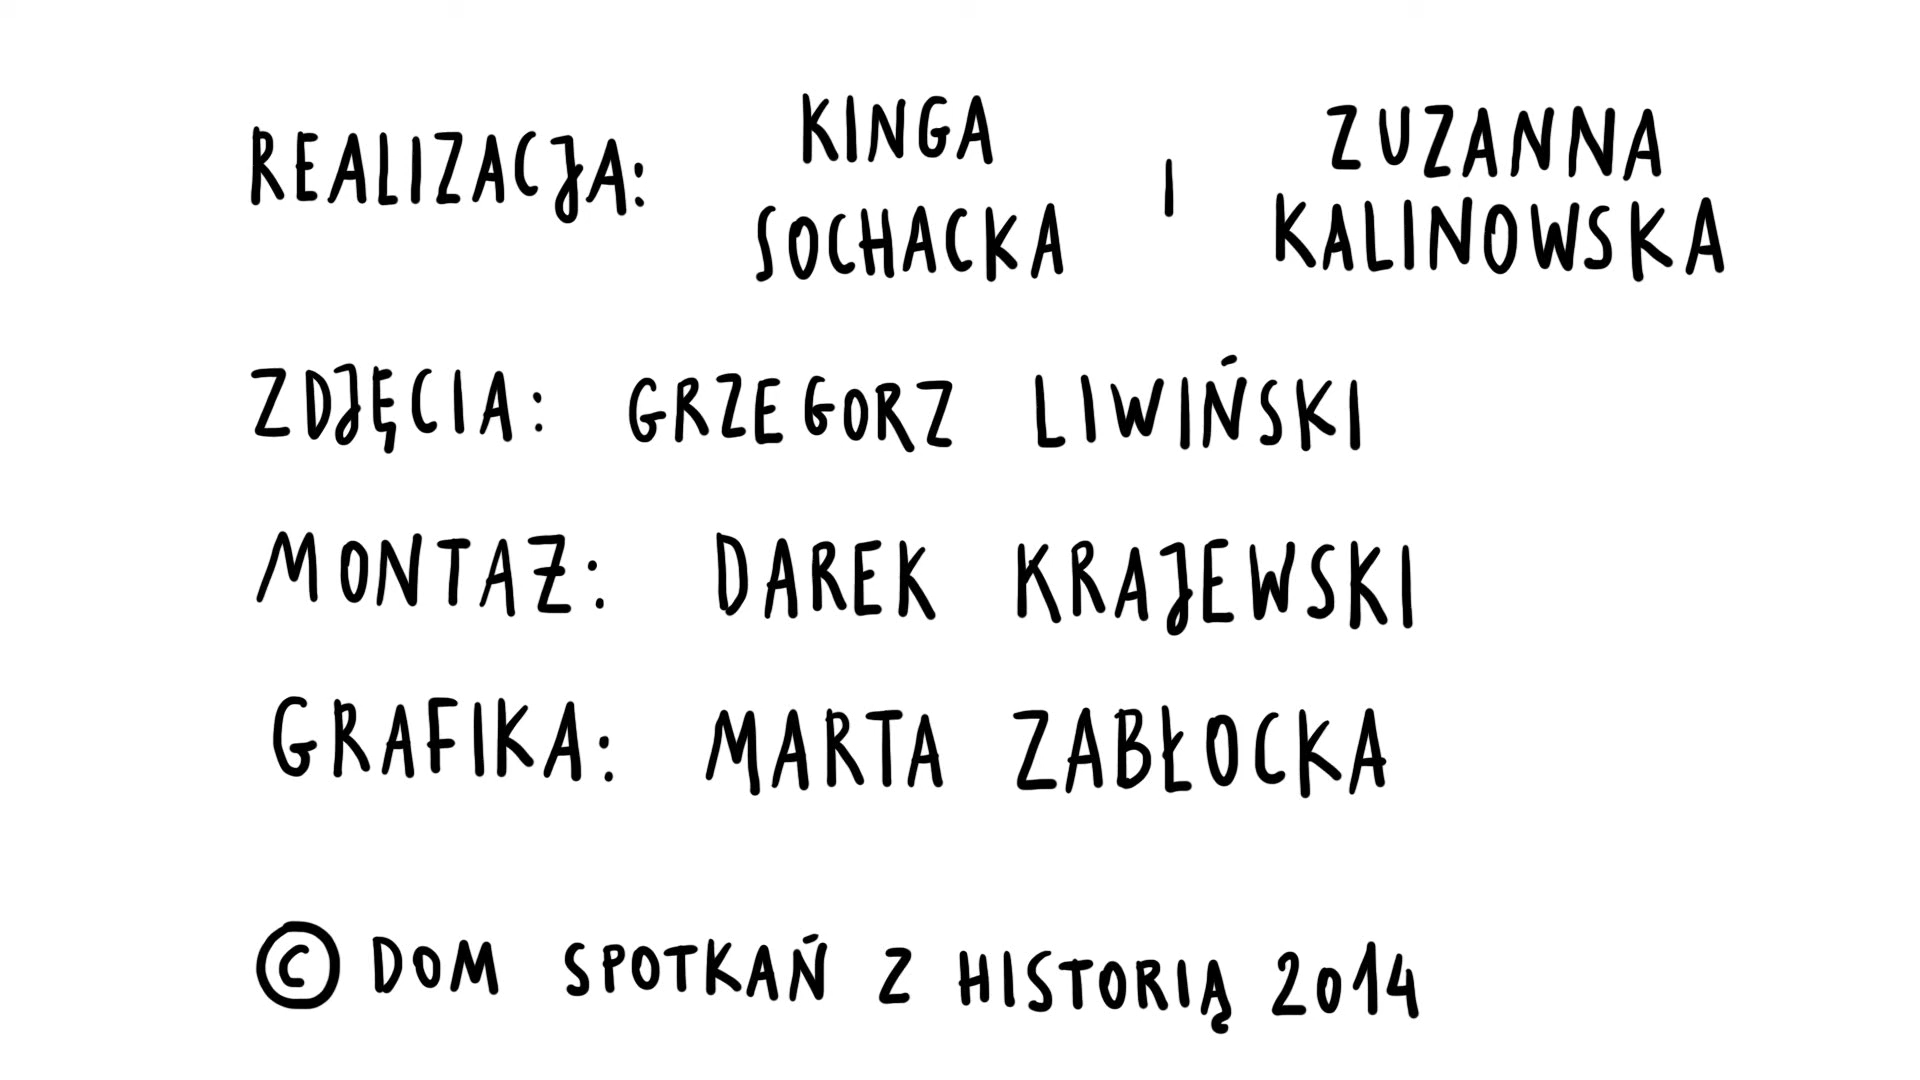 REALIZACJA: KINGA SOCHACKA I ZUZANNA KALINOWSKA
ZDJĘCIA: GRZEGORZ LIWIŃSKI
MONTAŻ: DAREK KRAJEWSKI
GRAFIKA: MARTA ZABŁOCKA
© DOM SPOTKAŃ Z HISTORIĄ 2014